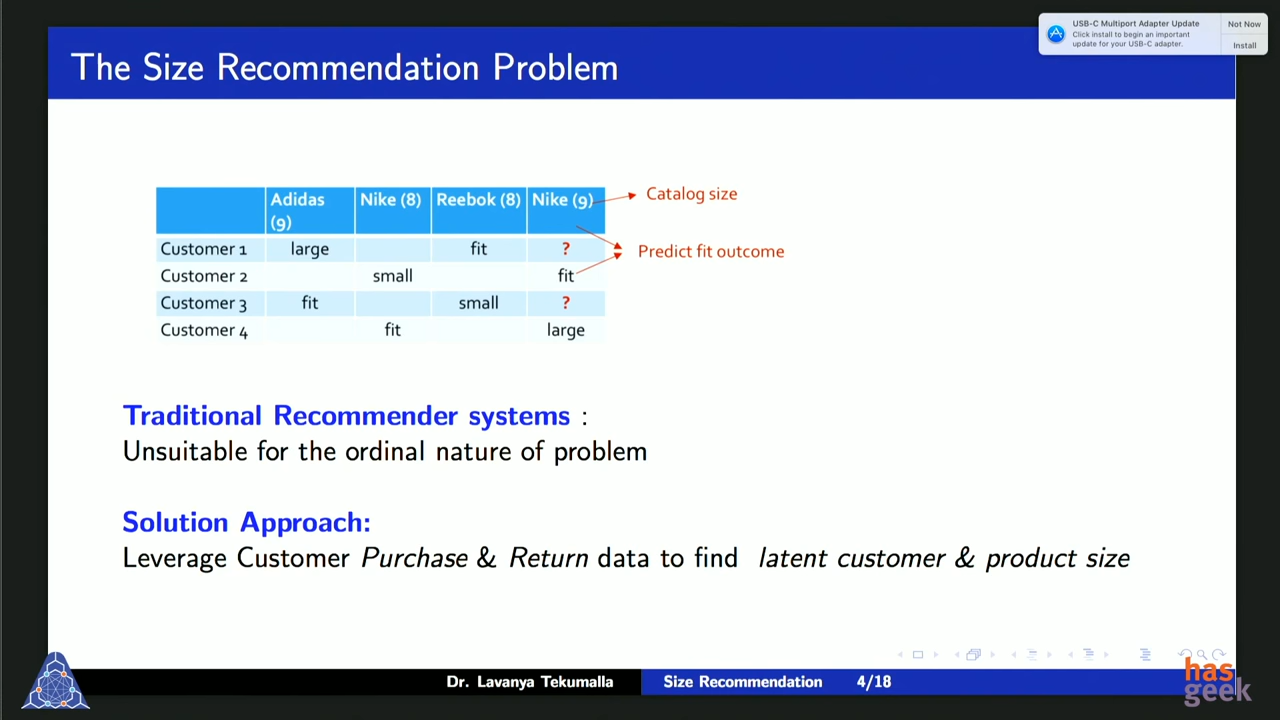 USB-C Multiport Adapter Update
Click install to begin an important
update for your USB-C adapter.
Not Now
Install
The Size Recommendation Problem
Adidas (9) Nike (8) Reebok (8) Nike (9)
Catalog size
Customer 1 large fit ?
Predict fit outcome
Customer 2 small fit
Customer 3 fit small ?
Customer 4 fit large
Traditional Recommender systems :
Unsuitable for the ordinal nature of problem
Solution Approach:
Leverage Customer Purchase & Return data to find latent customer & product size
Dr. Lavanya Tekumalla Size Recommendation 4/18
has
geek